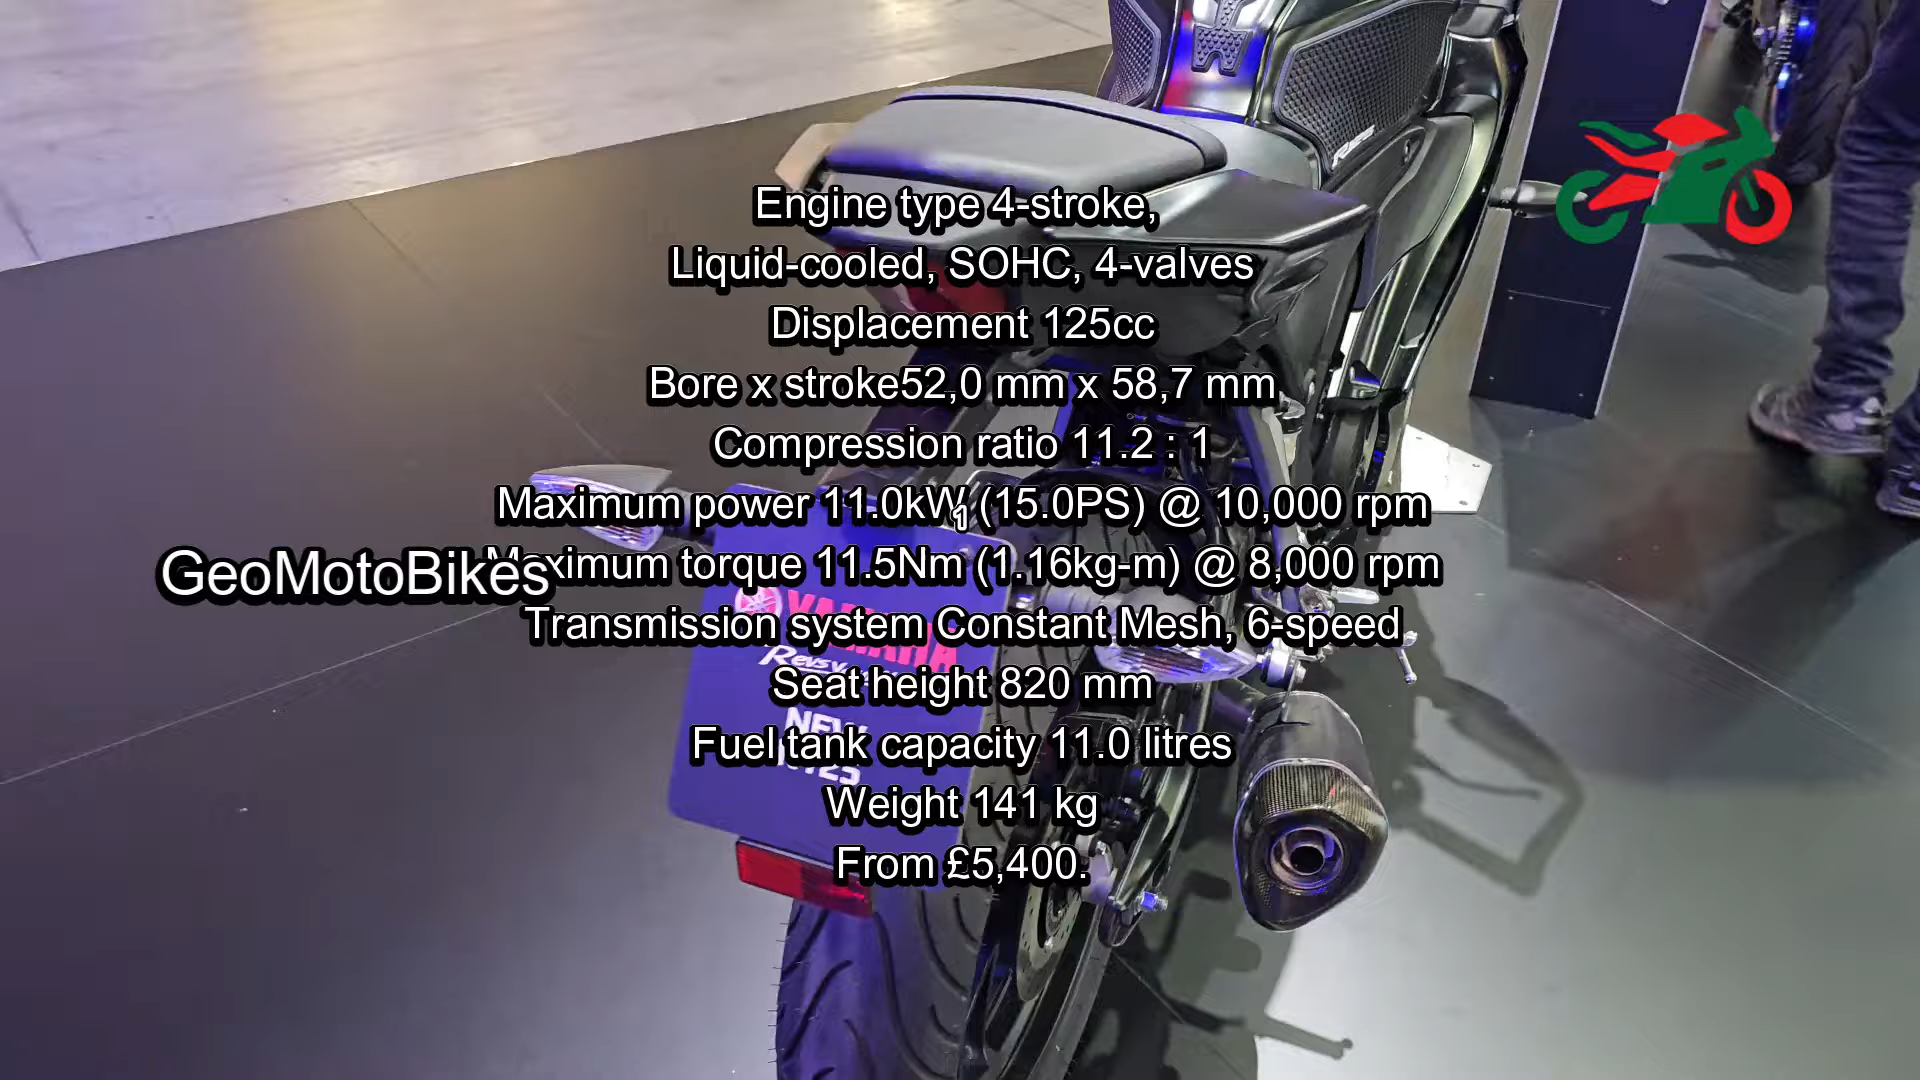 Engine type 4-stroke,
Liquid-cooled, SOHC, 4-valves
Displacement 125cc
Bore x stroke52,0 mm x 58,7 mm
Compression ratio 11.2 : 1
Maximum power 11.0kW (15.0PS) @ 10,000 rpm
GeoMotoBikes
Maximum torque 11.5Nm (1.16kg-m) @ 8,000 rpm
YAMAHA
Transmission system Constant Mesh, 6-speed
Revs
Seat height 820 mm
NEW
Fuel tank capacity 11.0 litres
Weight 141 kg
From £5,400.